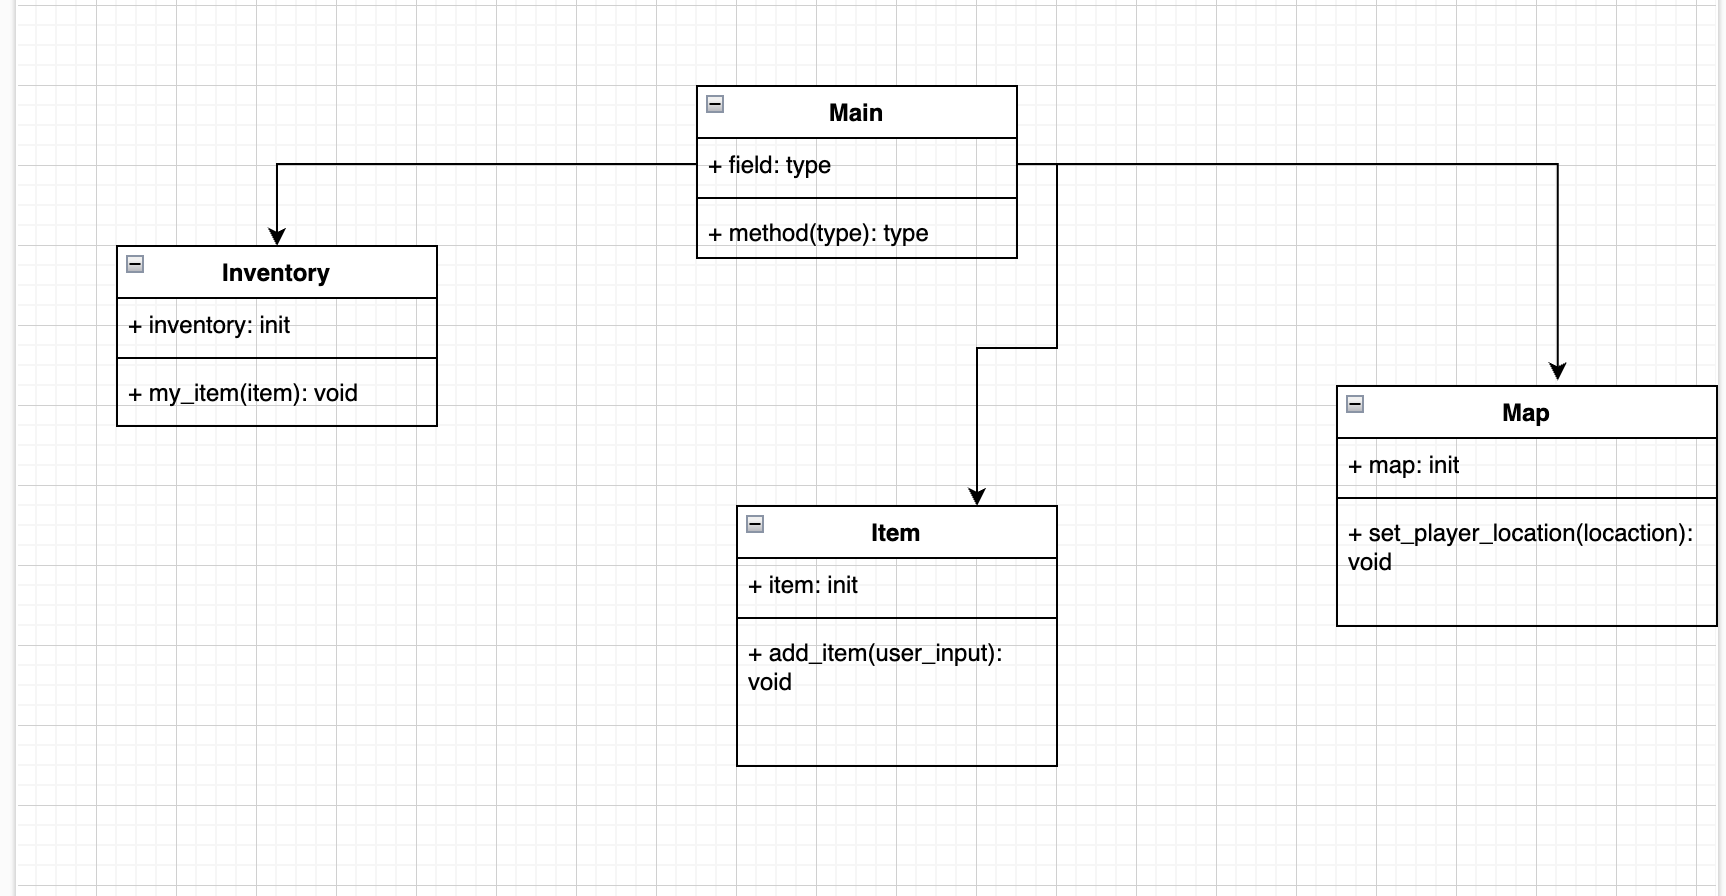 Main
+ field: type
+ method(type): type
Inventory
+ inventory: init
+ my_item(item): void
Item
+ item: init
+ add_item(user_input):
void
Map
+ map: init
+ set_player_location(locaction):
void